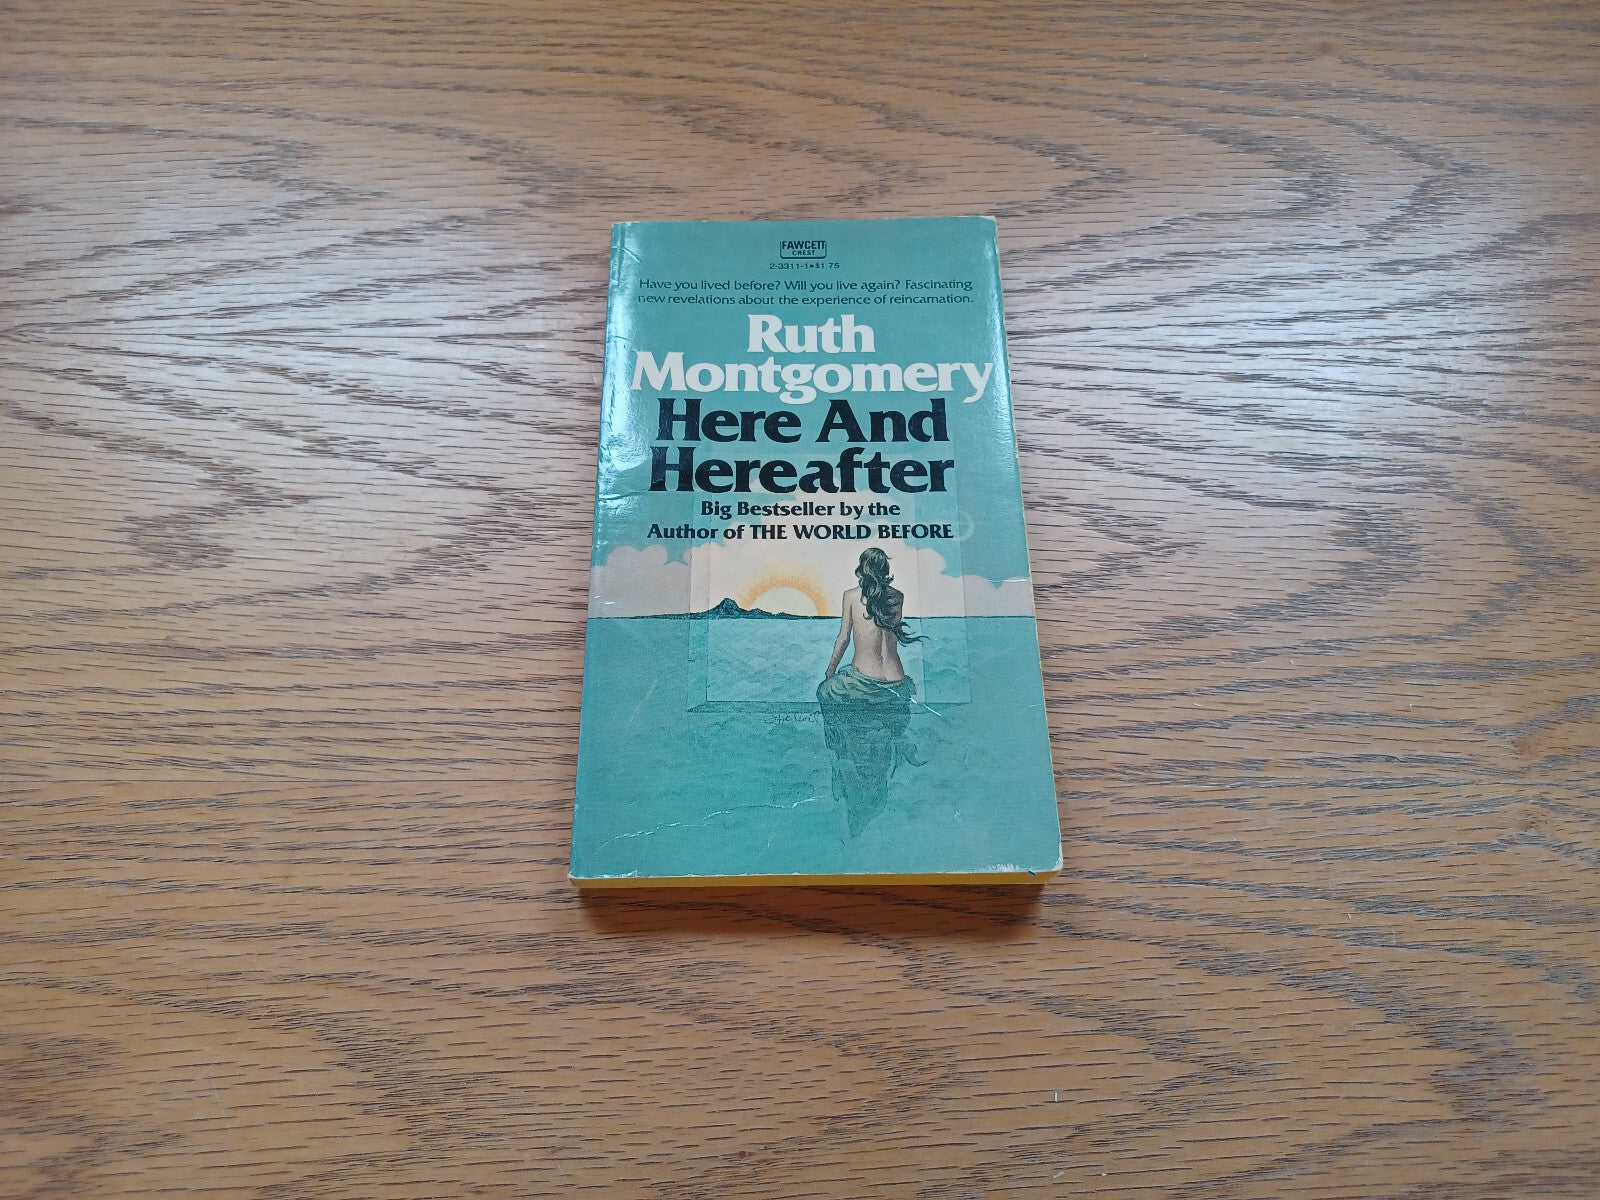 FAWCETT
CREST
2-3311-1•$1.75
Have you lived before? Will you live again? Fascinating
new revelations about the experience of reincarnation.
Ruth
Montgomery
Here And
Hereafter
Big Bestseller by the
Author of THE WORLD BEFORE